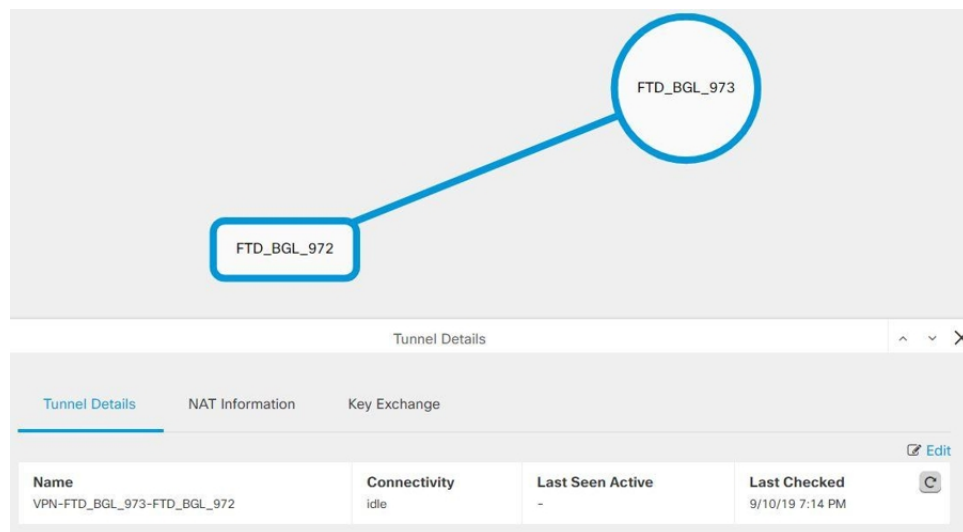 FTD_BGL_973
FTD_BGL_972
Tunnel Details
Tunnel Details NAT Information Key Exchange
Edit
Name Connectivity Last Seen Active Last Checked
VPN-FTD_BGL_973-FTD_BGL_972 idle - 9/10/19 7:14 PM